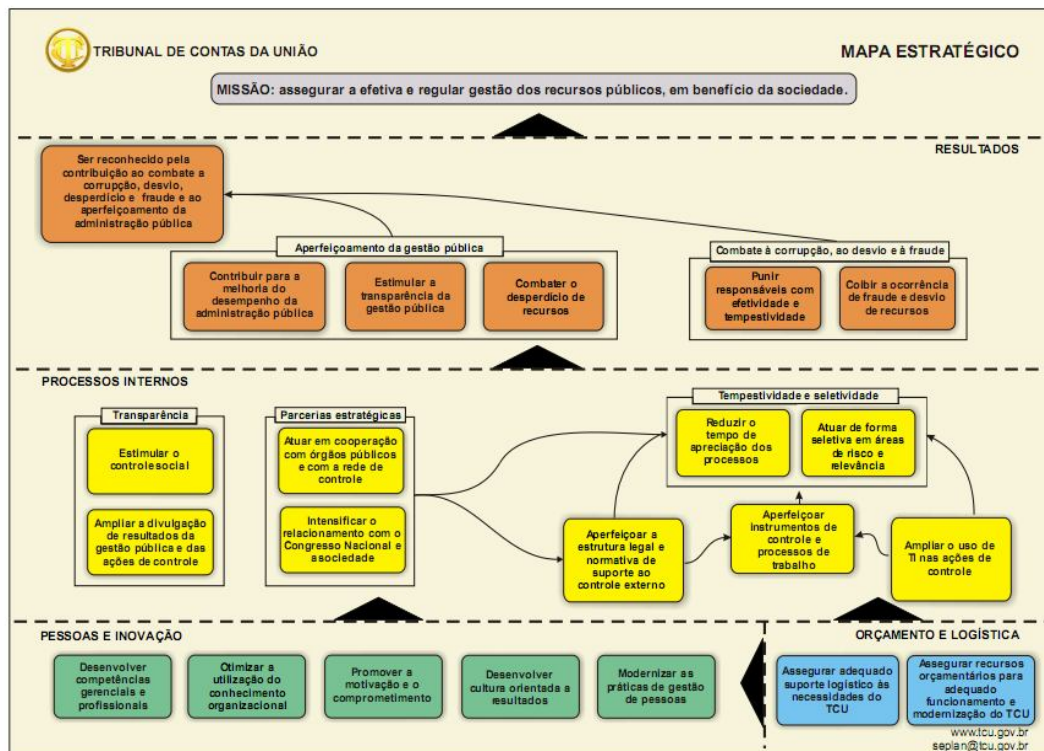 TRIBUNAL DE CONTAS DA UNIÃO
MAPA ESTRATÉGICO
MISSÃO: assegurar a efetiva e regular gestão dos recursos públicos, em benefício da sociedade.
RESULTADOS
Ser reconhecido pela
contribuição ao combate a
corrupção, desvio,
desperdício e fraude e ao
aperfeiçoamento da
administração pública
Aperfeiçoamento da gestão pública
Contribuir para a
melhoria do
desempenho da
administração pública
Estimular a
transparência da
gestão pública
Combater o
desperdício de
recursos
Combate à corrupção, ao desvio e à fraude
Punir
responsáveis com
efetividade e
tempestividade
Coibir a ocorrência
de fraude e desvio
de recursos
PROCESSOS INTERNOS
Transparência
Estimular o
controle social
Ampliar a divulgação
de resultados da
gestão pública e das
ações de controle
Parcerias estratégicas
Atuar em cooperação
com órgãos públicos
e com a rede de
controle
Intensificar o
relacionamento com o
Congresso Nacional e
a sociedade
Tempestividade e seletividade
Reduzir o
tempo de
apreciação dos
processos
Atuar de forma
seletiva em áreas
de risco e
relevância
Aperfeiçoar a
estrutura legal e
normativa de
suporte ao
controle externo
Aperfeiçoar
instrumentos de
controle e
processos de
trabalho
Ampliar o uso de
TI nas ações de
controle
PESSOAS E INOVAÇÃO
Desenvolver
competências
gerenciais e
profissionais
Otimizar a
utilização do
conhecimento
organizacional
Promover a
motivação e o
comprometimento
Desenvolver
cultura orientada a
resultados
Modernizar as
práticas de gestão
de pessoas
ORÇAMENTO E LOGÍSTICA
Assegurar adequado
suporte logístico às
necessidades do
TCU
Assegurar recursos
orçamentários para
adequado
funcionamento e
modernização do TCU
www.tcu.gov.br
seplan@tcu.gov.br